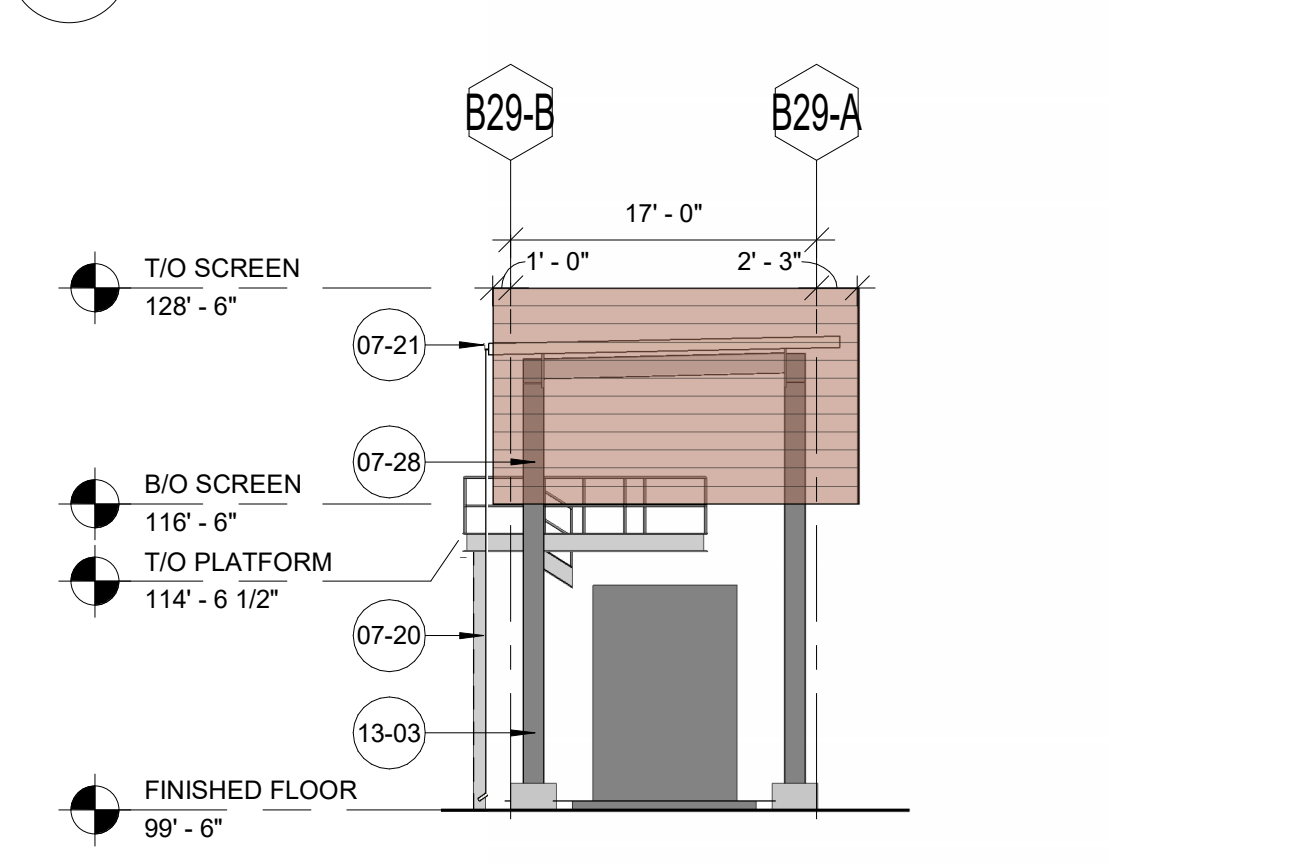 B29-B
B29-A
17' - 0"
1' - 0"
2' - 3"
T/O SCREEN
128' - 6"
07-21
07-28
B/O SCREEN
116' - 6"
T/O PLATFORM
114' - 6 1/2"
07-20
13-03
FINISHED FLOOR
99' - 6"